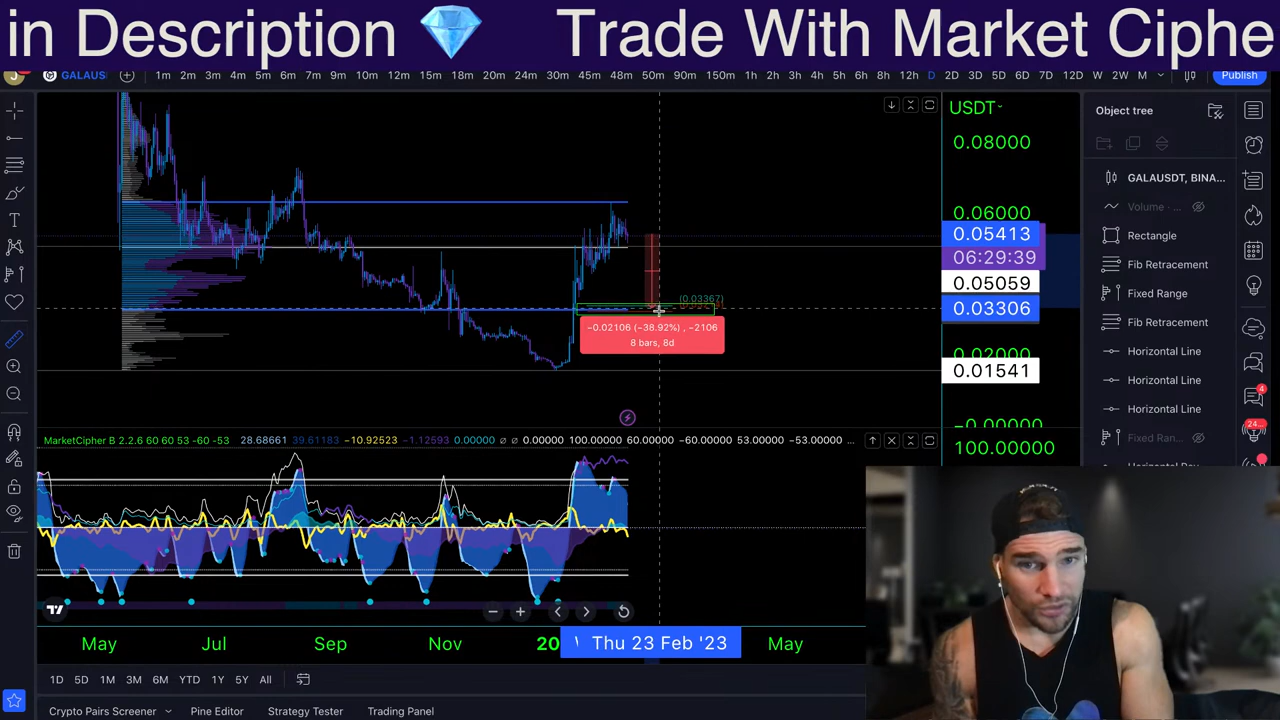 in Description 💎 Trade With Market Ciphe
GALAUS
1m 2m 3m 4m 5m 6m 7m 9m 10m 12m 15m 18m 20m 24m 30m 45m 48m 50m 90m 150m 1h 2h 3h 4h 5h 6h 8h 12h D 2D 3D 5D 6D 7D 12D W 2W M
Publish
USDT
0.08000
0.06000
0.05413
06:29:39
0.05059
0.03306
0.02000
0.01541
-0.00000
(0.03367)
−0.02106 (−38.92%) , −2106
8 bars, 8d
Object tree
GALAUSDT, BINA...
Volume - ...
Rectangle
Fib Retracement
Fixed Range
Fib Retracement
Horizontal Line
Horizontal Line
Horizontal Line
Fixed Ran...
4
24...
MarketCipher B 2.2.6 60 60 53 -60 -53 28.68661 39.61183 −10.92523 −1.12593 0.00000 ∅ ∅ 0.00000 100.00000 60.00000 −60.00000 53.00000 −53.00000 ...
100.00000
May Jul Sep Nov 20 Thu 23 Feb '23 May
1D 5D 1M 3M 6M YTD 1Y 5Y All
Crypto Pairs Screener Pine Editor Strategy Tester Trading Panel